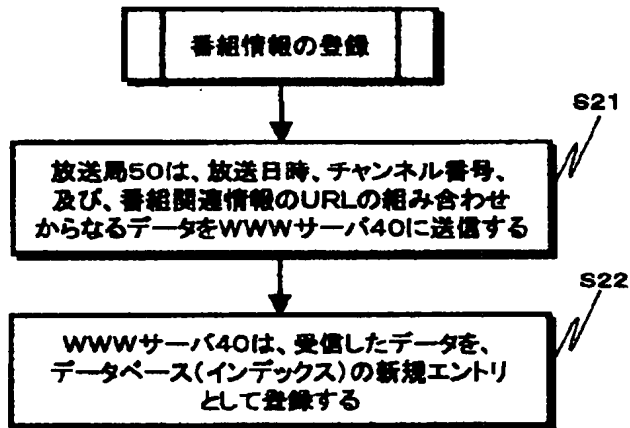 番組情報の登録
S21
放送局50は、放送日時、チャンネル番号、
及び、番組関連情報のURLの組み合わせ
からなるデータをWWWサーバ40に送信する
S22
WWWサーバ40は、受信したデータを、
データベース(インデックス)の新規エントリ
として登録する